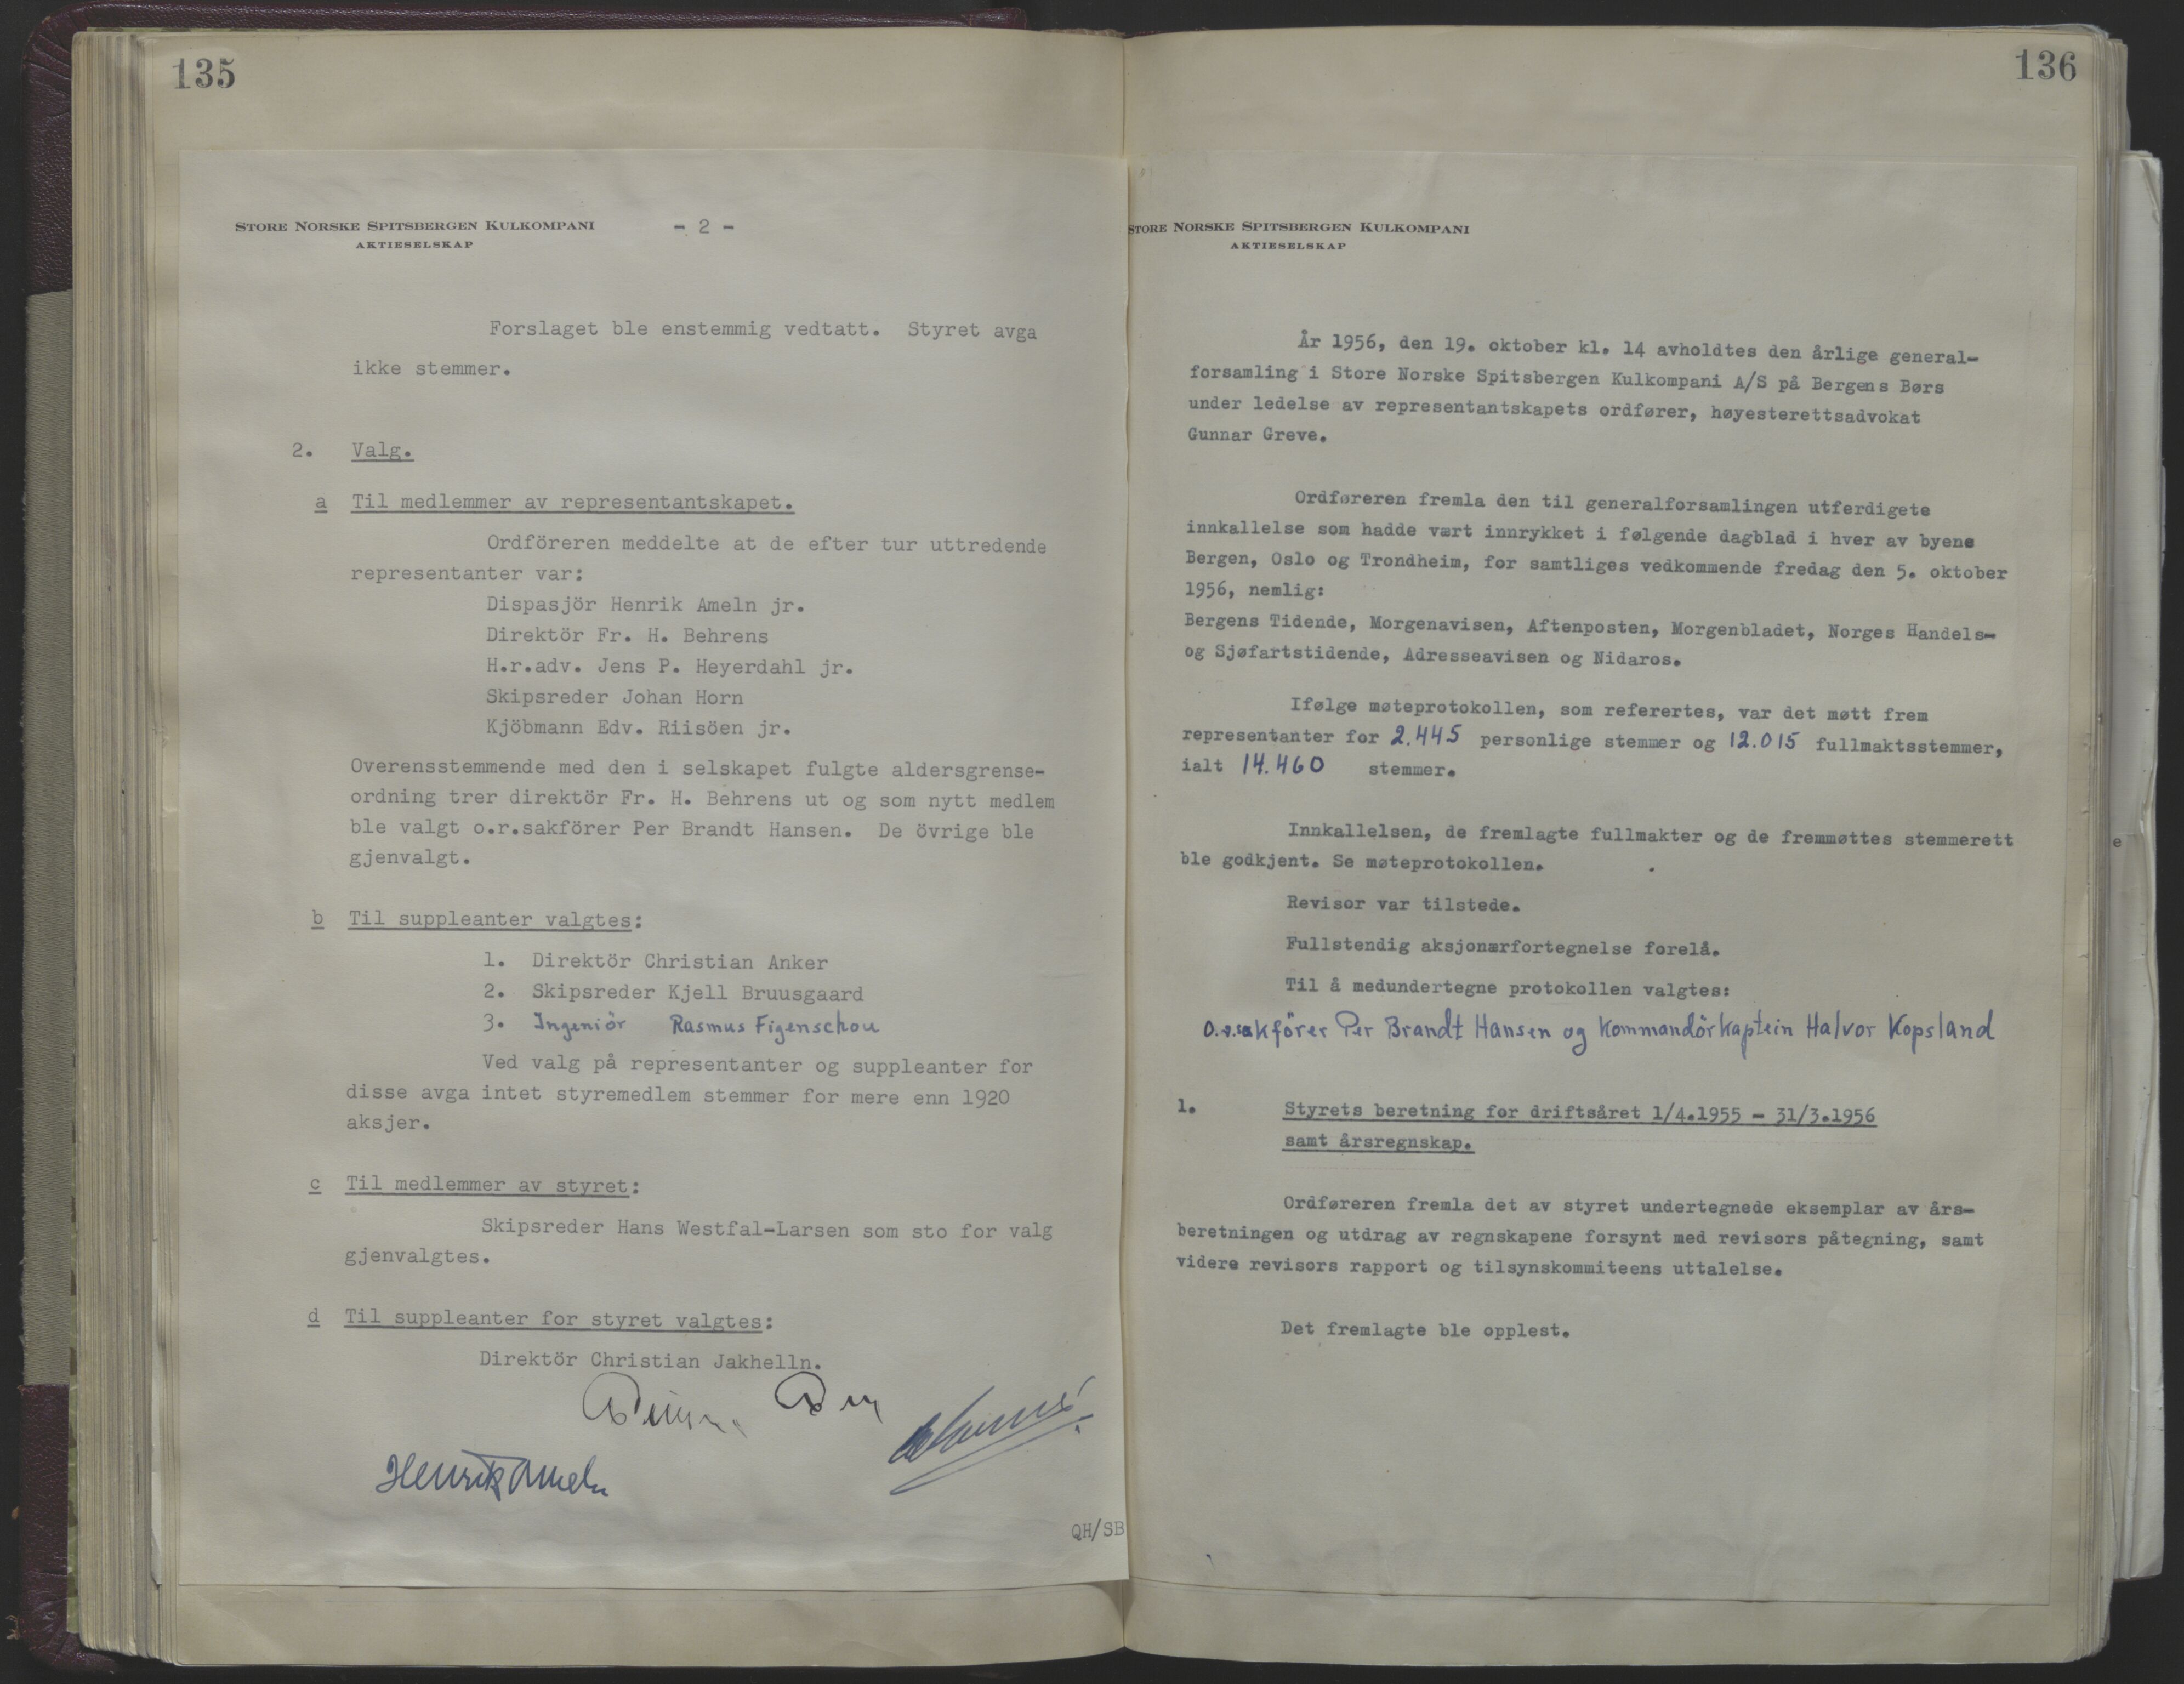 135
STORE NORSKE SPITSBERGEN KULKOMPANI - 2 -
AKTIESELSKAP
Forslaget ble enstemmig vedtatt. Styret avga
ikke stemmer.
2. Valg.
a Til medlemmer av representantskapet.
Ordföreren meddelte at de efter tur uttredende
representanter var:
Dispasjör Henrik Ameln jr.
Direktör Fr. H. Behrens
H.r.adv. Jens P. Heyerdahl jr.
Skipsreder Johan Horn
Kjöbmann Edv. Riisöen jr.
Overensstemmende med den i selskapet fulgte aldersgrense-
ordning trer direktör Fr. H. Behrens ut og som nytt medlem
ble valgt o.r.sakförer Per Brandt Hansen. De övrige ble
gjenvalgt.
b Til suppleanter valgtes:
1. Direktör Christian Anker
2. Skipsreder Kjell Bruusgaard
3. Ingeniör Rasmus Figenschou
Ved valg på representanter og suppleanter for
disse avga intet styremedlem stemmer for mere enn 1920
aksjer.
c Til medlemmer av styret:
Skipsreder Hans Westfal-Larsen som sto for valg
gjenvalgtes.
d Til suppleanter for styret valgtes:
Direktör Christian Jakhelln.
Henrik Ameln
QH/SB
136
STORE NORSKE SPITSBERGEN KULKOMPANI
AKTIESELSKAP
År 1956, den 19. oktober kl. 14 avholdtes den årlige general-
forsamling i Store Norske Spitsbergen Kulkompani A/S på Bergens Børs
under ledelse av representantskapets ordfører, høyesterettsadvokat
Gunnar Greve.
Ordføreren fremla den til generalforsamlingen utferdigete
innkallelse som hadde vært innrykket i følgende dagblad i hver av byene
Bergen, Oslo og Trondheim, for samtliges vedkommende fredag den 5. oktober
1956, nemlig:
Bergens Tidende, Morgenavisen, Aftenposten, Morgenbladet, Norges Handels-
og Sjøfartstidende, Adresseavisen og Nidaros.
Ifølge møteprotokollen, som refererte­s, var det møtt frem
representanter for 2.445 personlige stemmer og 12.015 fullmaktsstemmer,
ialt 14.460 stemmer.
Innkallelsen, de fremlagte fullmakter og de fremmøttes stemmerett
ble godkjent. Se møteprotokollen.
Revisor var tilstede.
Fullstendig aksjonærfortegnelse forelå.
Til å medundertegne protokollen valgtes:
O.r.sakförer Per Brandt Hansen og Kommandörkaptein Halvor Kopsland
1. Styrets beretning for driftsåret 1/4.1955 - 31/3.1956
samt årsregnskap.
Ordføreren fremla det av styret undertegnede eksemplar av års-
beretningen og utdrag av regnskapene forsynt med revisors påtegning, samt
videre revisors rapport og tilsynskommiteens uttalelse.
Det fremlagte ble opplest.